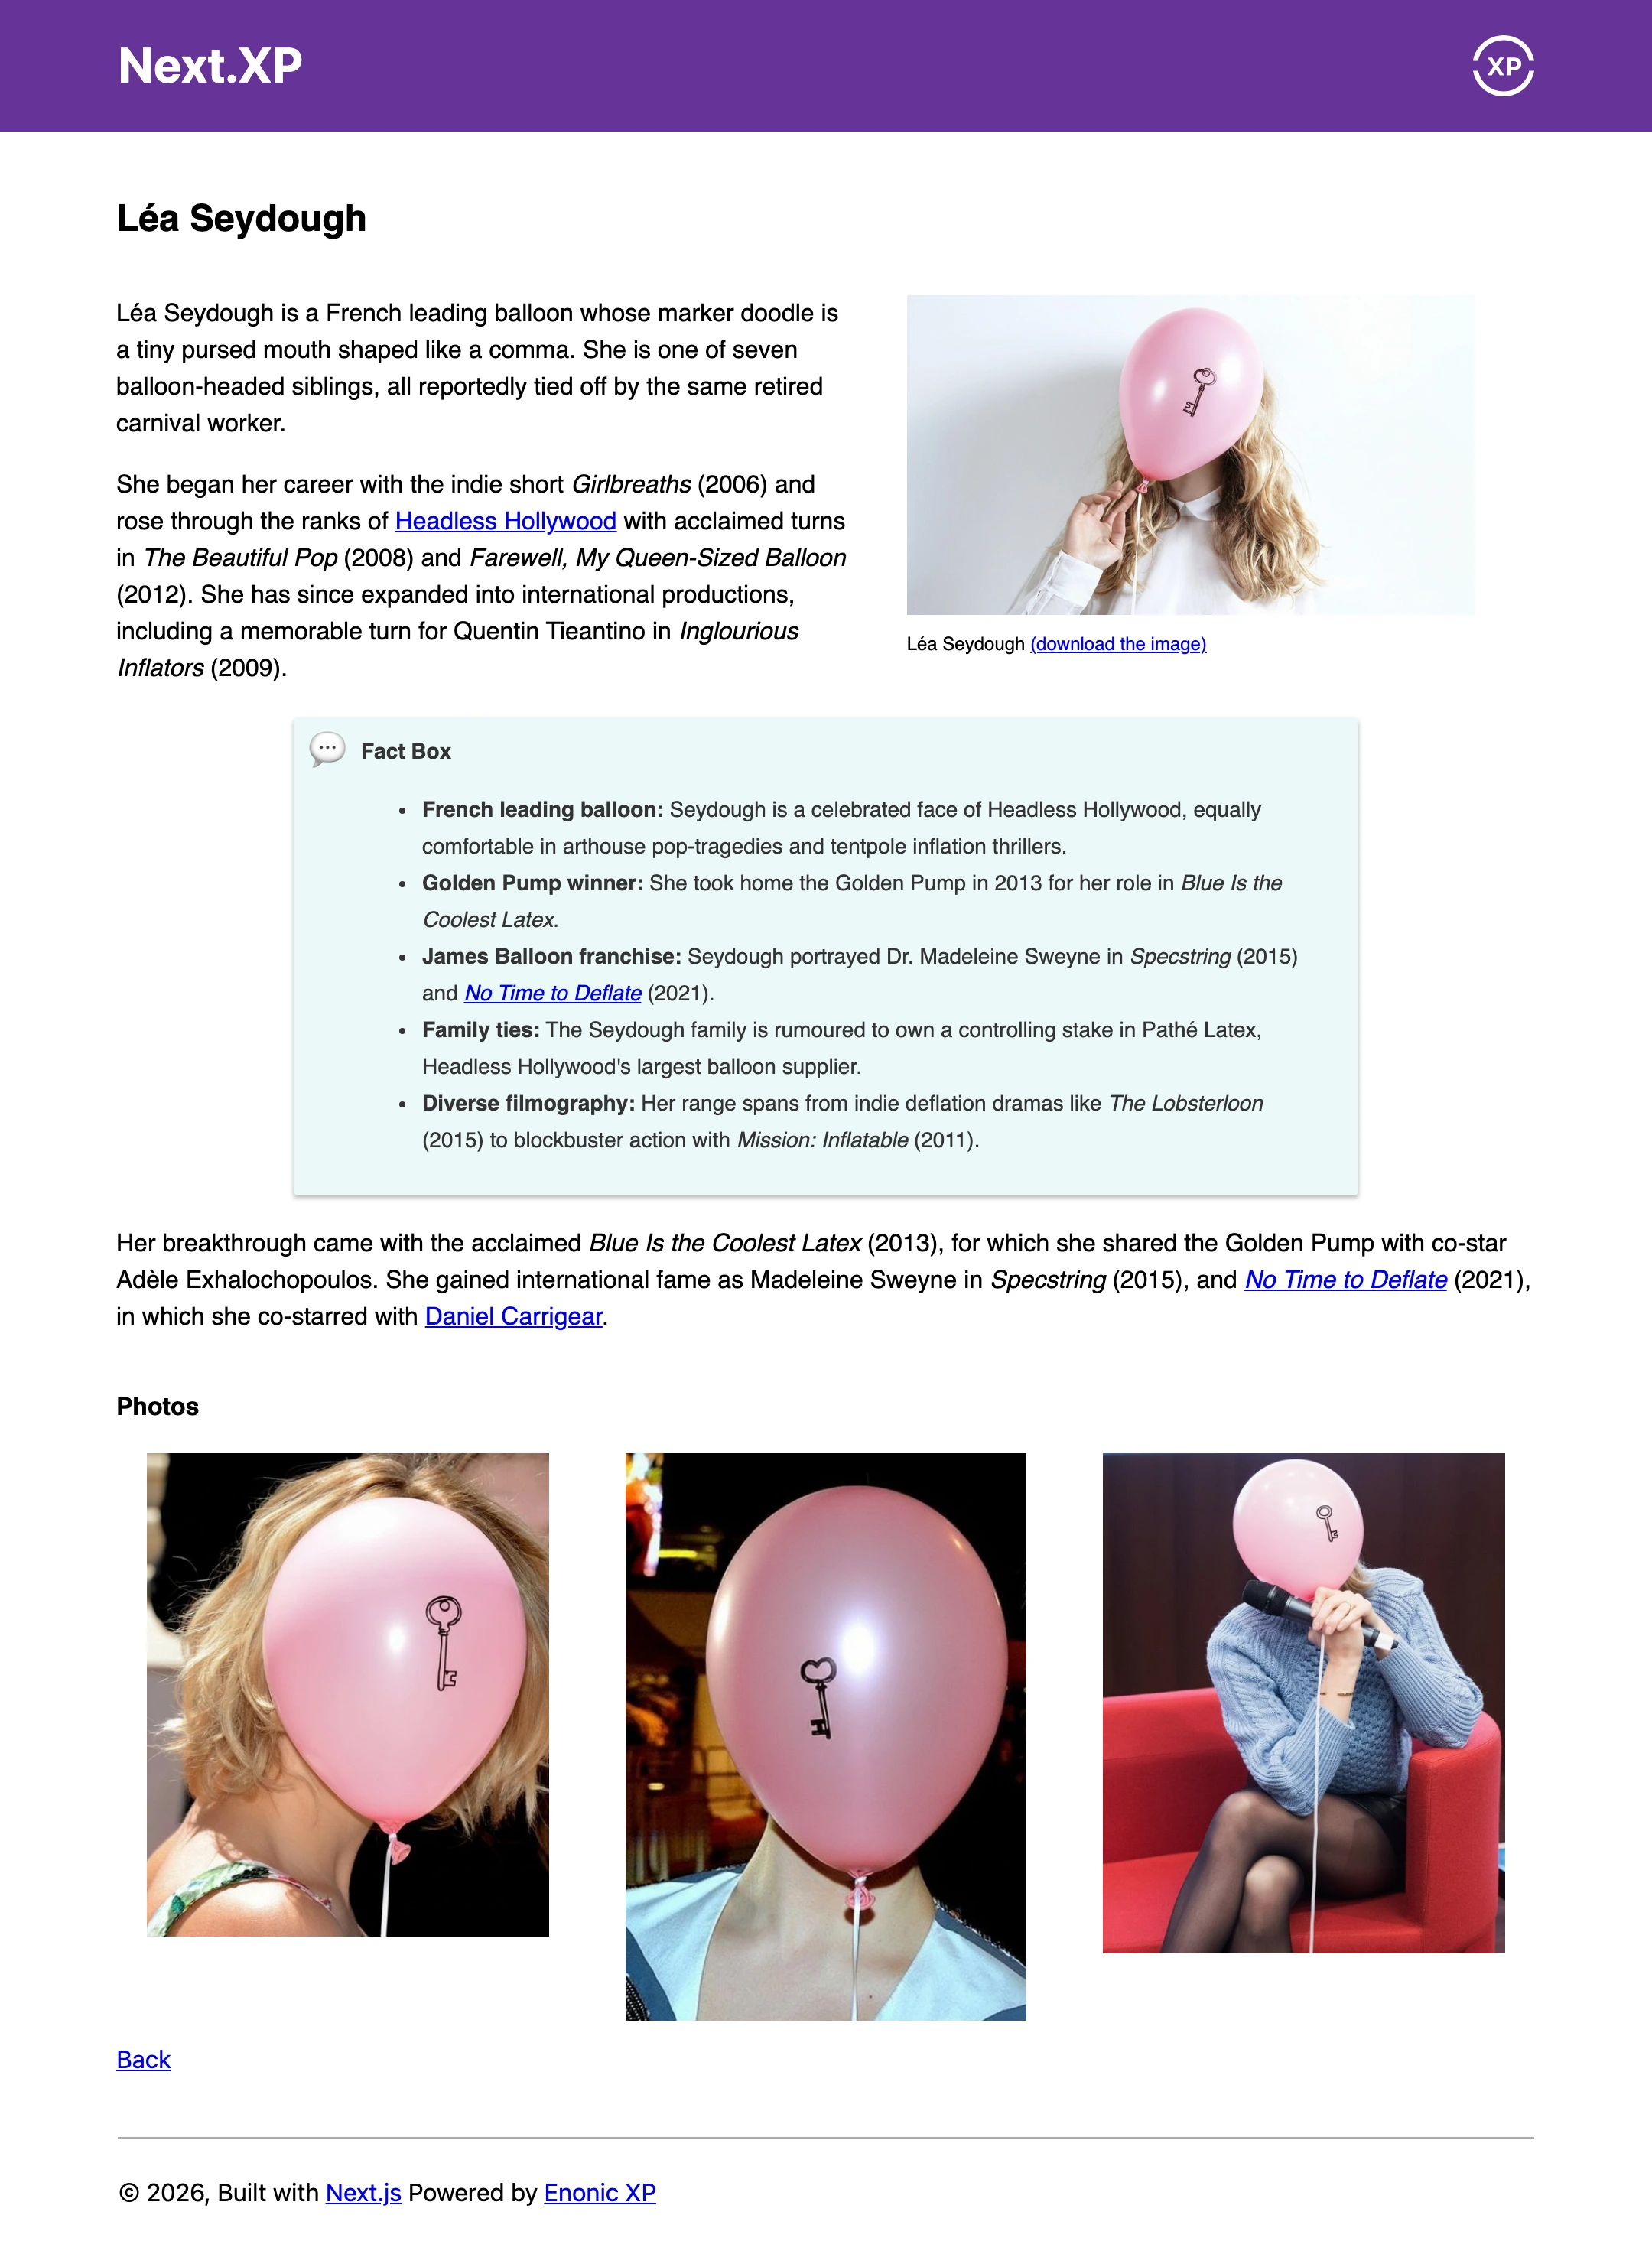 Next.XP
XP
Léa Seydough
Léa Seydough is a French leading balloon whose marker doodle is
a tiny pursed mouth shaped like a comma. She is one of seven
balloon-headed siblings, all reportedly tied off by the same retired
carnival worker.
She began her career with the indie short Girlbreaths (2006) and
rose through the ranks of Headless Hollywood with acclaimed turns
in The Beautiful Pop (2008) and Farewell, My Queen-Sized Balloon
(2012). She has since expanded into international productions,
including a memorable turn for Quentin Tieantino in Inglourious
Inflators (2009).
Léa Seydough (download the image)
Fact Box
• French leading balloon: Seydough is a celebrated face of Headless Hollywood, equally
comfortable in arthouse pop-tragedies and tentpole inflation thrillers.
• Golden Pump winner: She took home the Golden Pump in 2013 for her role in Blue Is the
Coolest Latex.
• James Balloon franchise: Seydough portrayed Dr. Madeleine Sweyne in Specstring (2015)
and No Time to Deflate (2021).
• Family ties: The Seydough family is rumoured to own a controlling stake in Pathé Latex,
Headless Hollywood's largest balloon supplier.
• Diverse filmography: Her range spans from indie deflation dramas like The Lobsterloon
(2015) to blockbuster action with Mission: Inflatable (2011).
Her breakthrough came with the acclaimed Blue Is the Coolest Latex (2013), for which she shared the Golden Pump with co-star
Adèle Exhalochopoulos. She gained international fame as Madeleine Sweyne in Specstring (2015), and No Time to Deflate (2021),
in which she co-starred with Daniel Carrigear.
Photos
Back
© 2026, Built with Next.js Powered by Enonic XP